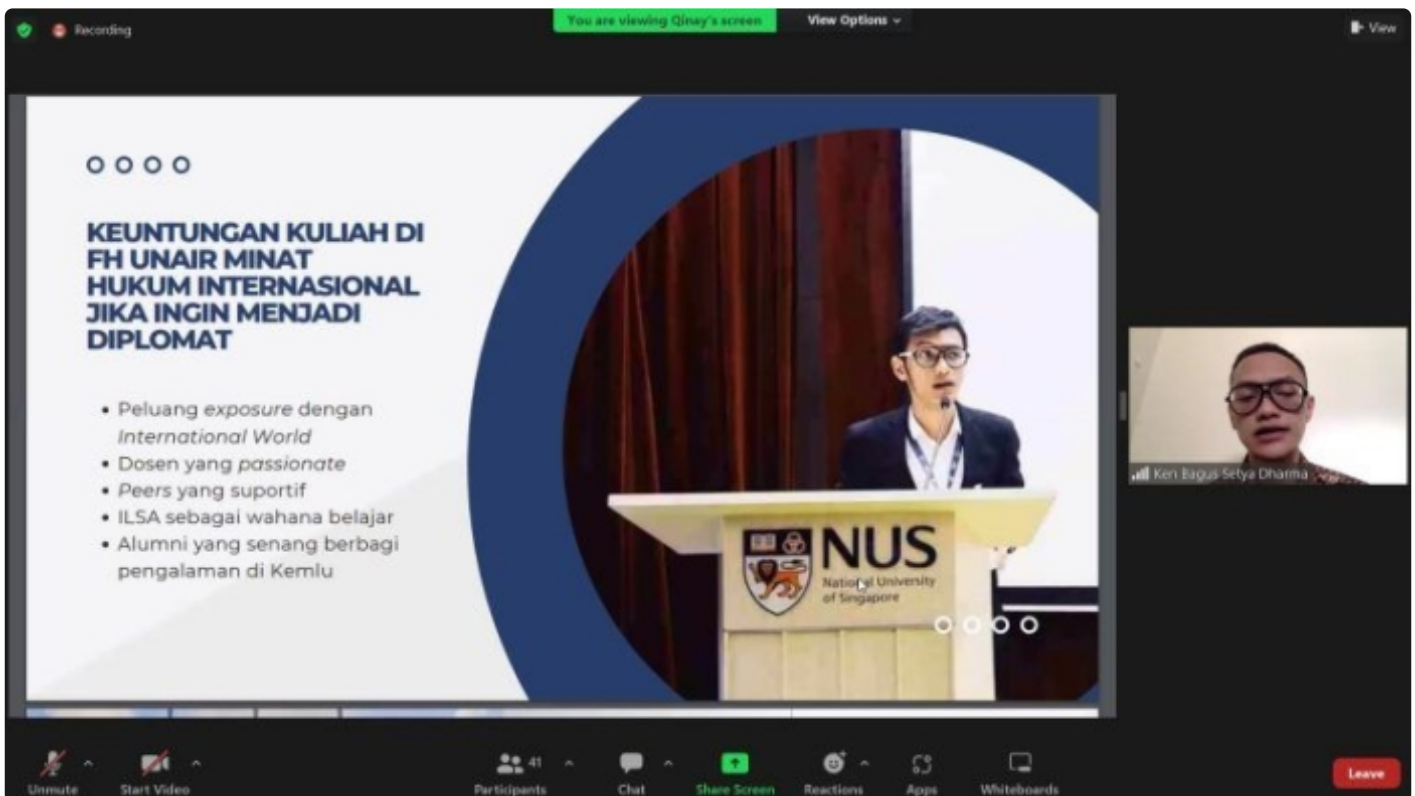 Recording
You are viewing Qinay's screen
View Options
View
KEUNTUNGAN KULIAH DI
FH UNAIR MINAT
HUKUM INTERNASIONAL
JIKA INGIN MENJADI
DIPLOMAT
• Peluang exposure dengan
International World
• Dosen yang passionate
• Peers yang suportif
• ILSA sebagai wahana belajar
• Alumni yang senang berbagi
pengalaman di Kemlu
NUS
National University
of Singapore
Ken Bagus Setya Dharma
Unmute
Start Video
41
Participants
Chat
Share Screen
Reactions
Apps
Whiteboards
Leave